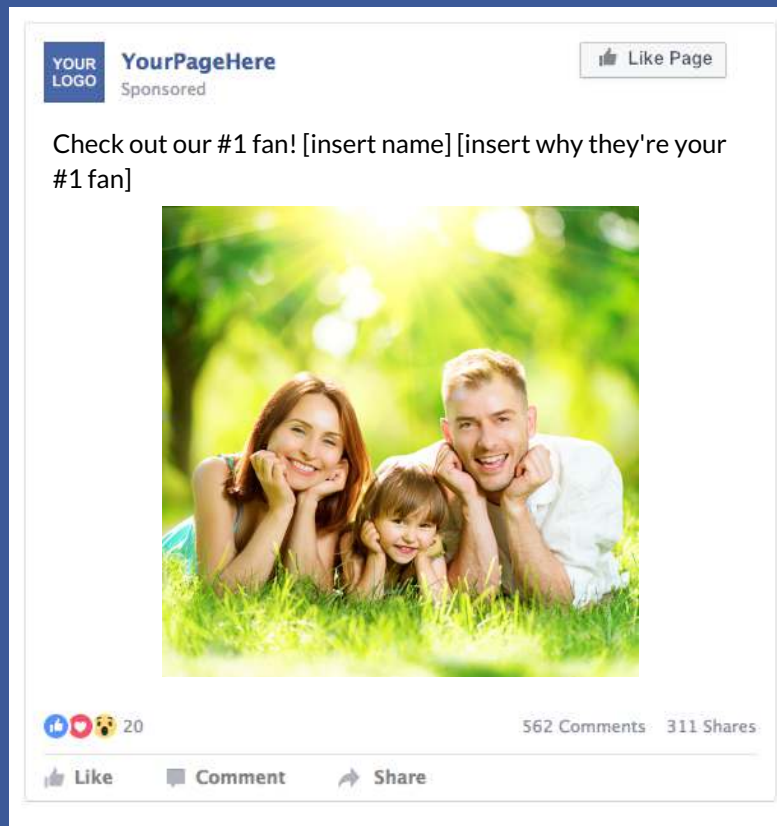 YOUR
LOGO
YourPageHere
Sponsored
Like Page
Check out our #1 fan! [insert name] [insert why they're your
#1 fan]
20
562 Comments 311 Shares
Like Comment Share